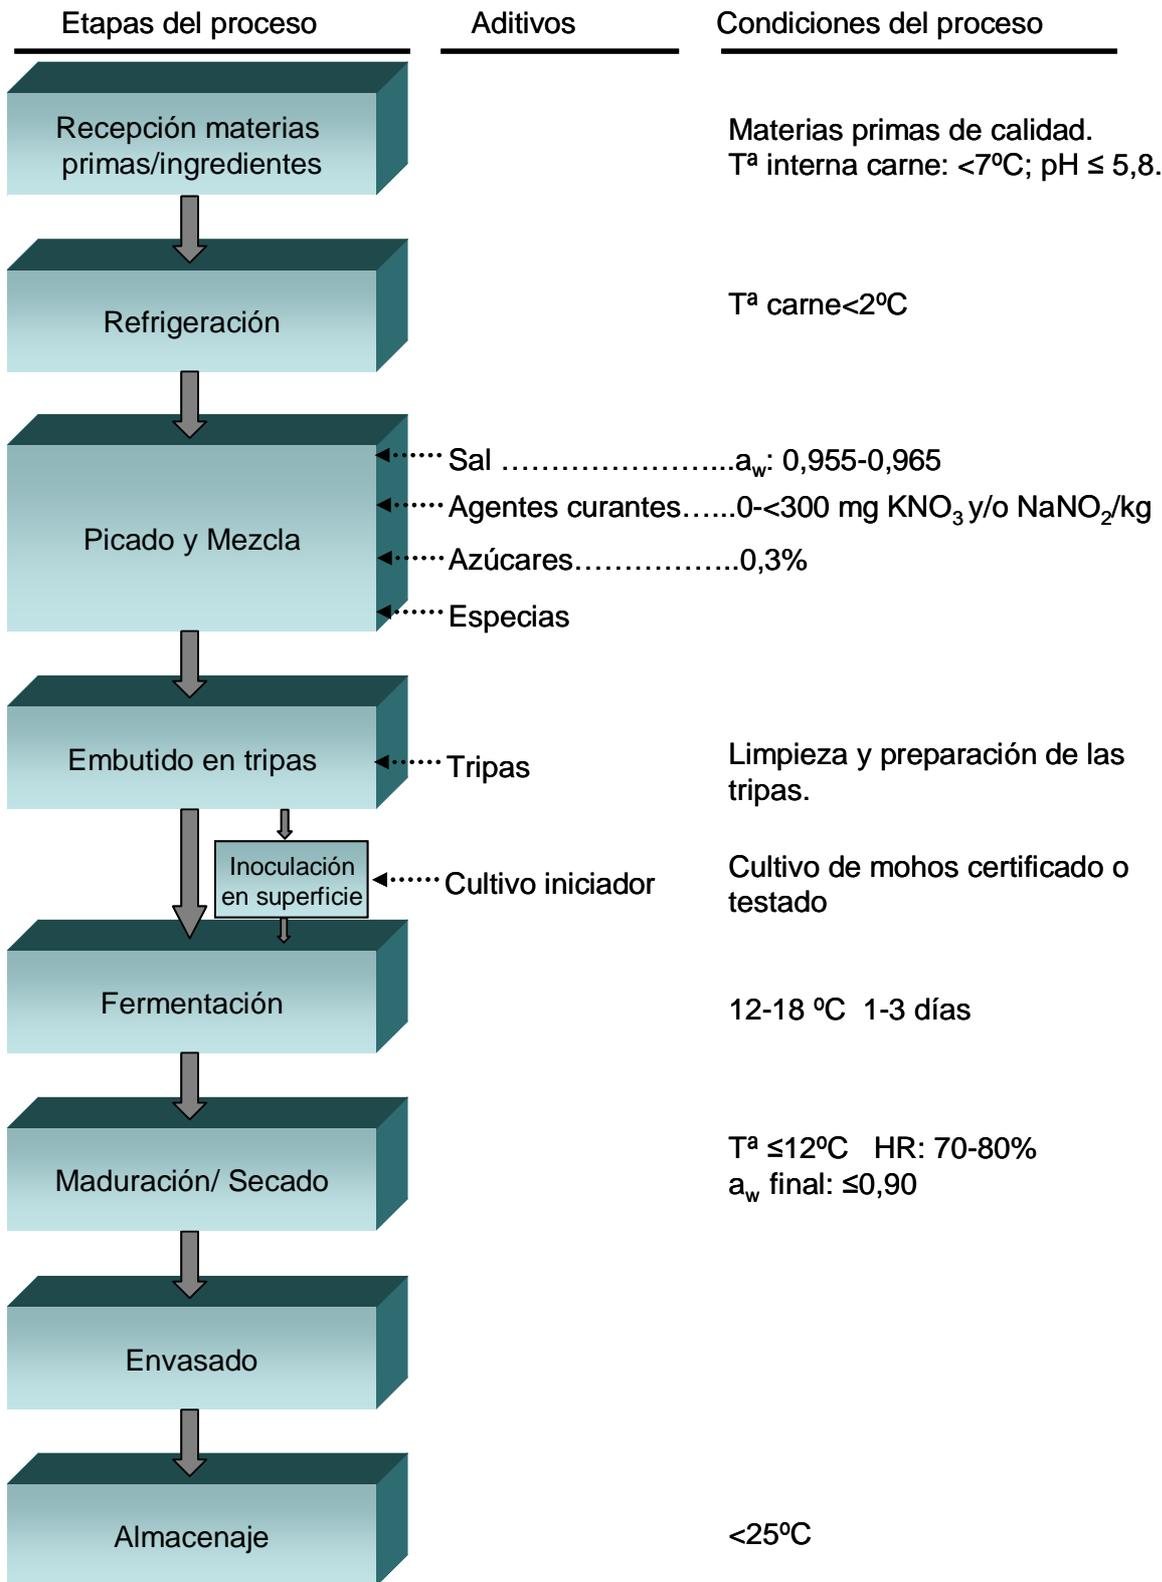 Etapas del proceso Aditivos Condiciones del proceso
Recepción materias
primas/ingredientes
Materias primas de calidad.
Tª interna carne: <7ºC; pH ≤ 5,8.
Refrigeración
Tª carne<2ºC
Picado y Mezcla
Sal …………………...a_w: 0,955-0,965
Agentes curantes…...0-<300 mg KNO₃ y/o NaNO₂/kg
Azúcares……………..0,3%
Especias
Embutido en tripas
Tripas
Limpieza y preparación de las
tripas.
Inoculación
en superficie
Cultivo iniciador
Cultivo de mohos certificado o
testado
Fermentación
12-18 ºC 1-3 días
Maduración/ Secado
Tª ≤12ºC HR: 70-80%
a_w final: ≤0,90
Envasado
Almacenaje
<25ºC